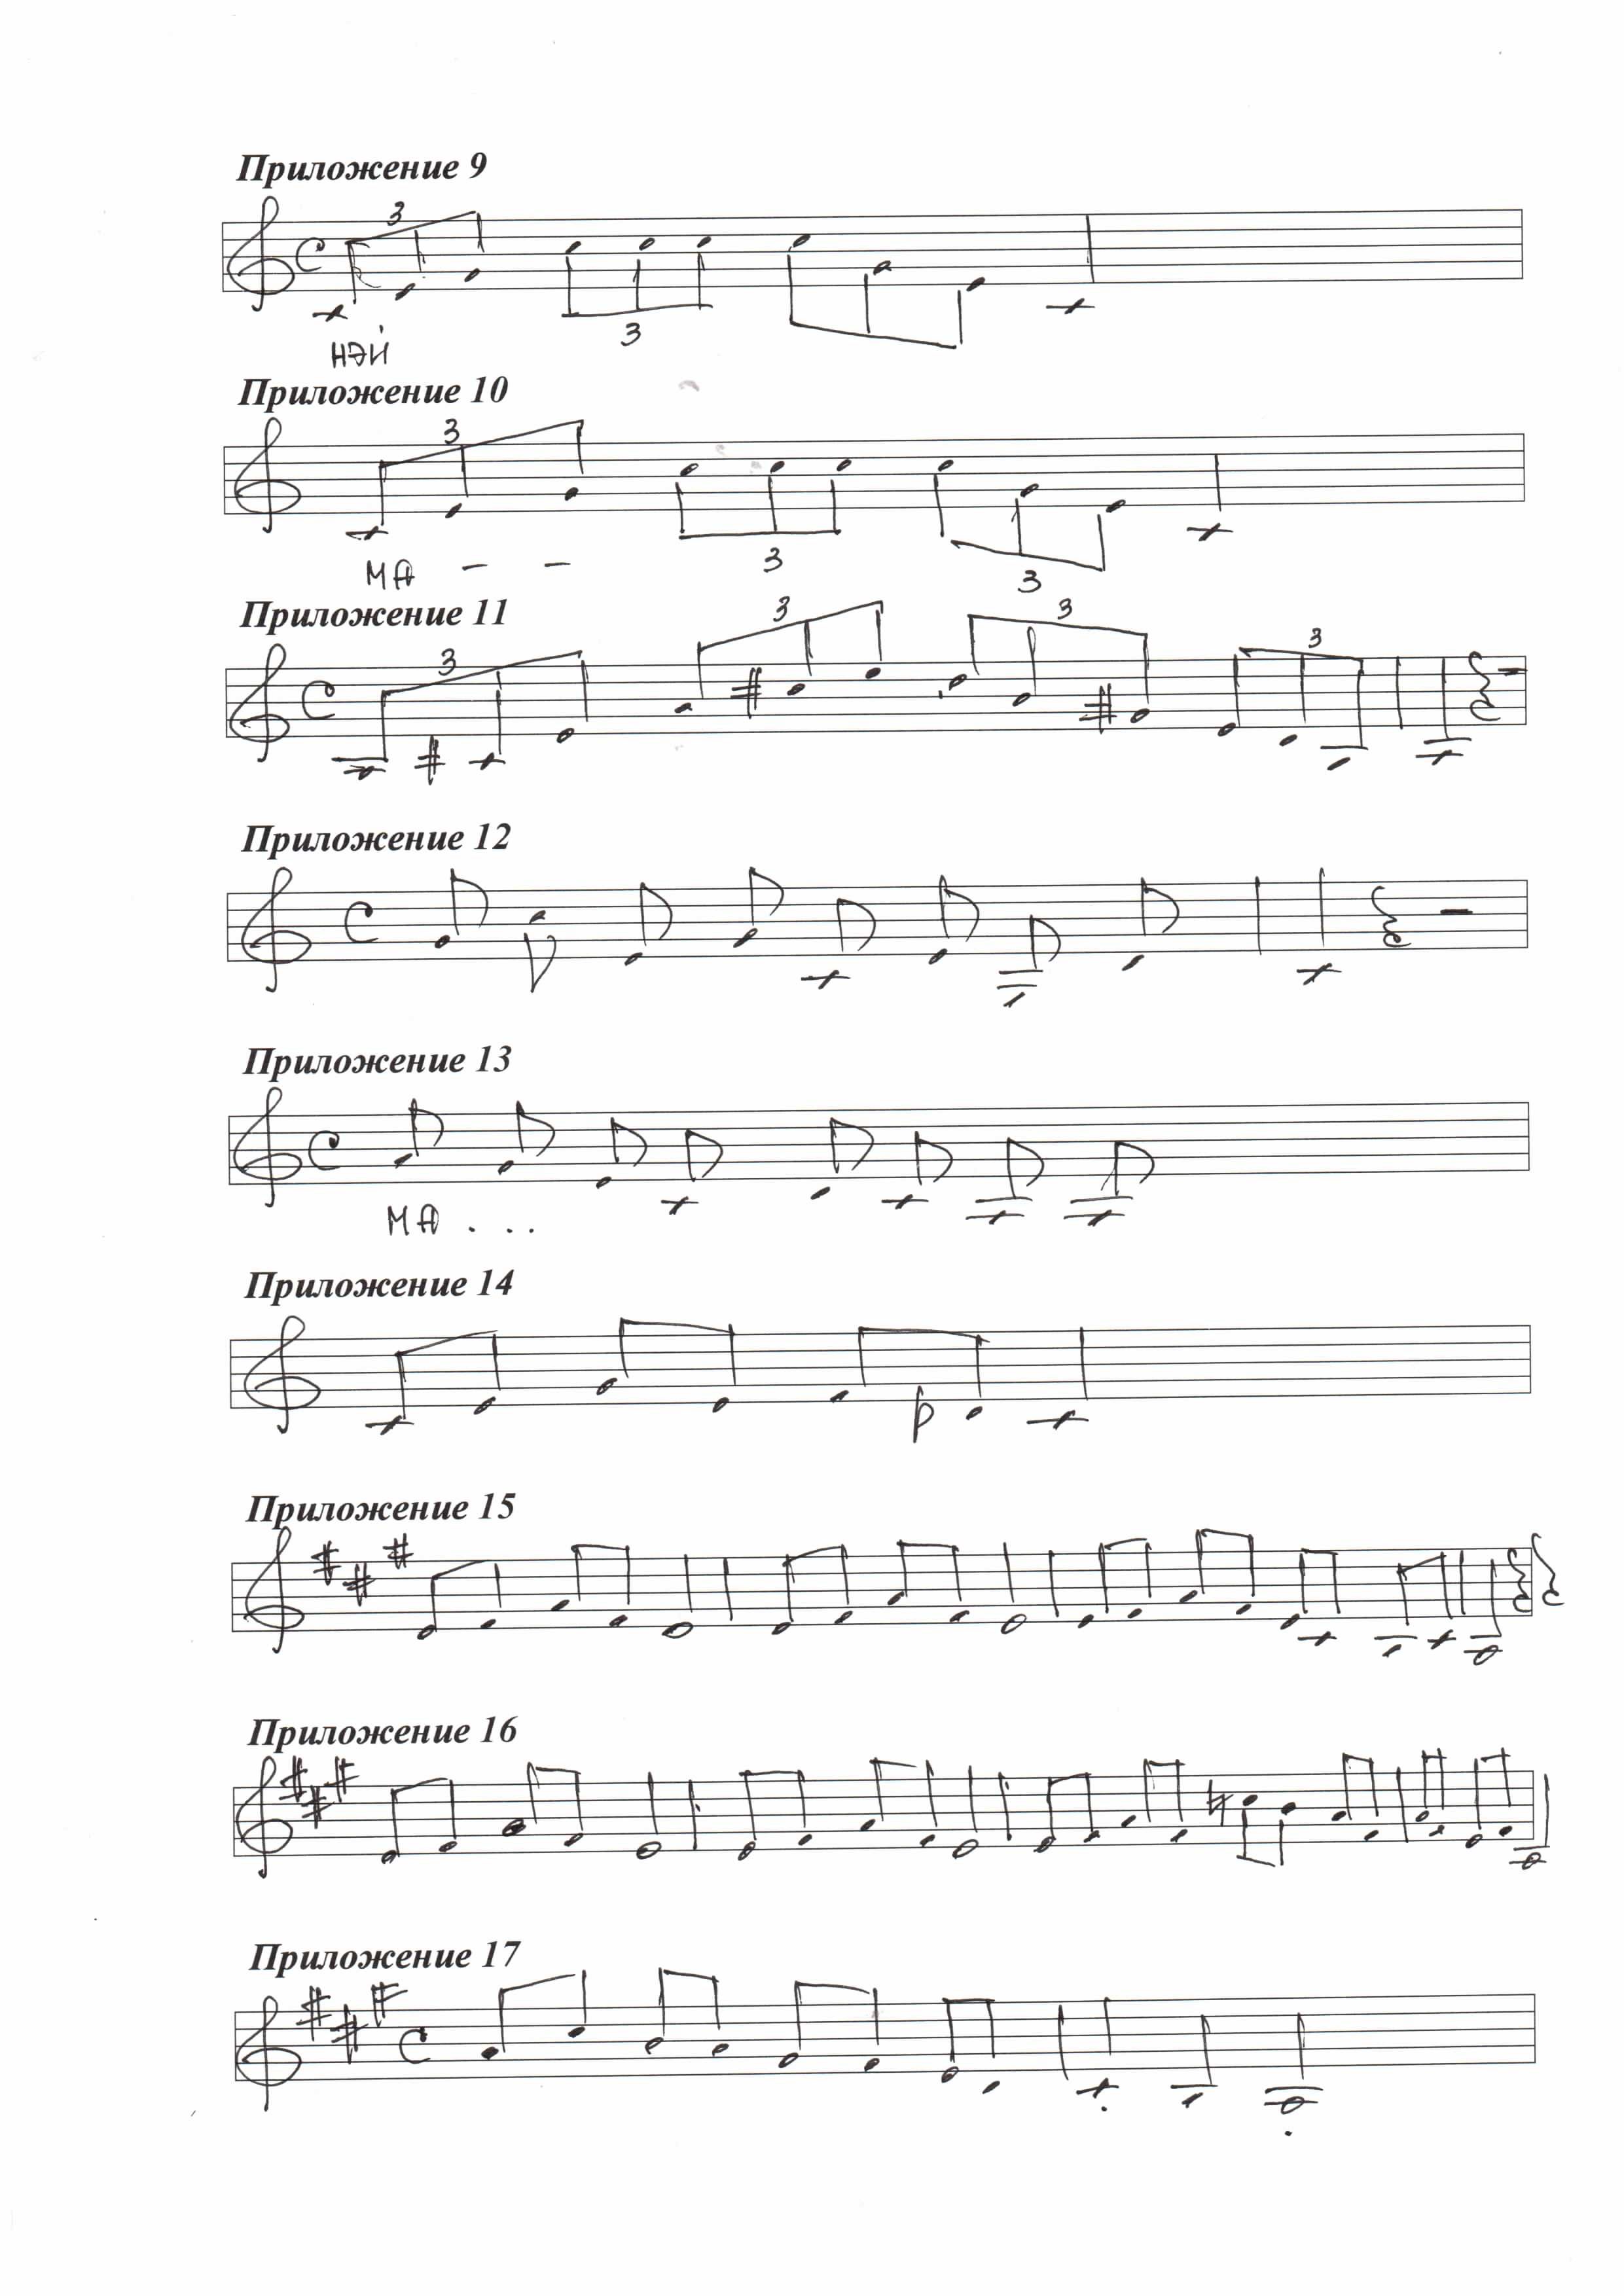 Приложение 9
3
3
нэй
Приложение 10
3
МА - -
3
3
Приложение 11
3
3
3
3
Приложение 12
Приложение 13
МА . . .
Приложение 14
Приложение 15
Приложение 16
Приложение 17